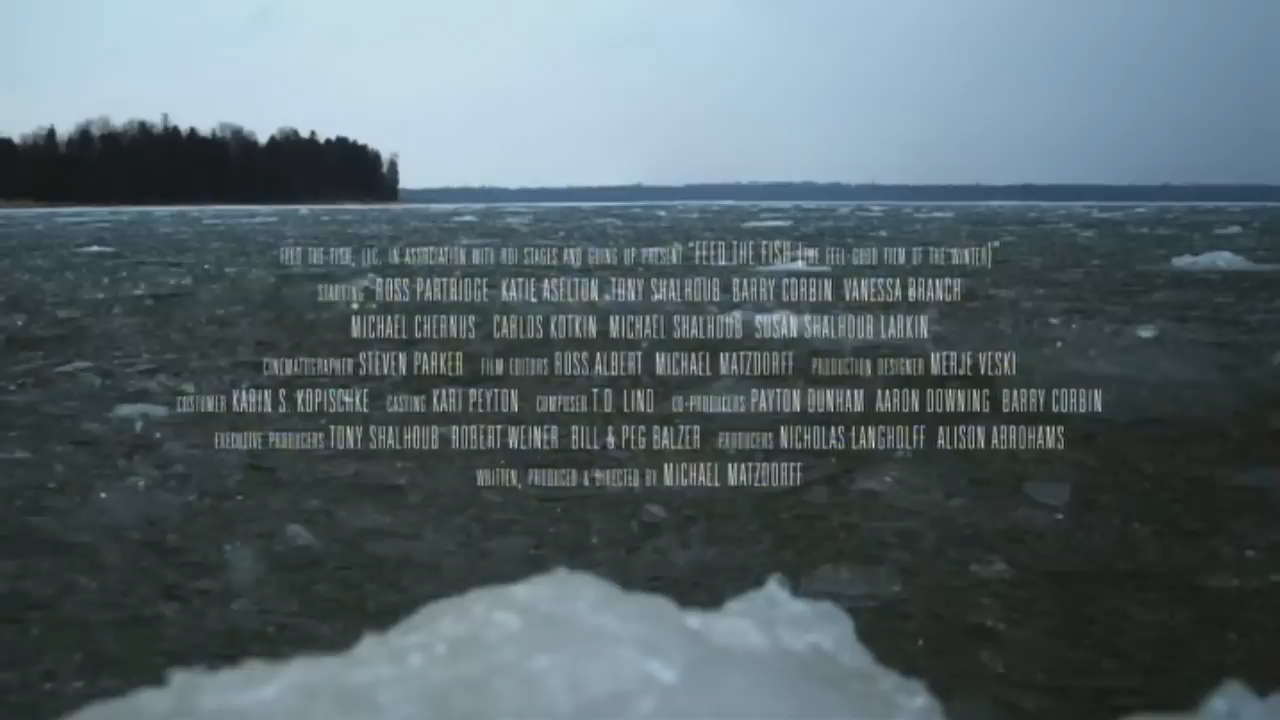 FEED THE FISH, LLC. IN ASSOCIATION WITH ROI STAGES AND GOING UP PRESENT "FEED THE FISH (THE FEEL-GOOD FILM OF THE WINTER)"
STARRING ROSS PARTRIDGE KATIE ASELTON TONY SHALHOUB BARRY CORBIN VANESSA BRANCH
MICHAEL CHERNUS CARLOS KOTKIN MICHAEL SHALHOUB SUSAN SHALHOUB LARKIN
CINEMATOGRAPHER STEVEN PARKER FILM EDITORS ROSS ALBERT MICHAEL MATZDORFF PRODUCTION DESIGNER MERJE VESKI
COSTUMER KARIN S. KOPISCHKE CASTING KARI PEYTON COMPOSER T.D. LIND CO-PRODUCERS PAYTON DUNHAM AARON DOWNING BARRY CORBIN
EXECUTIVE PRODUCERS TONY SHALHOUB ROBERT WEINER BILL & PEG BALZER PRODUCERS NICHOLAS LANGHOLFF ALISON ABROHAMS
WRITTEN, PRODUCED & DIRECTED BY MICHAEL MATZDORFF